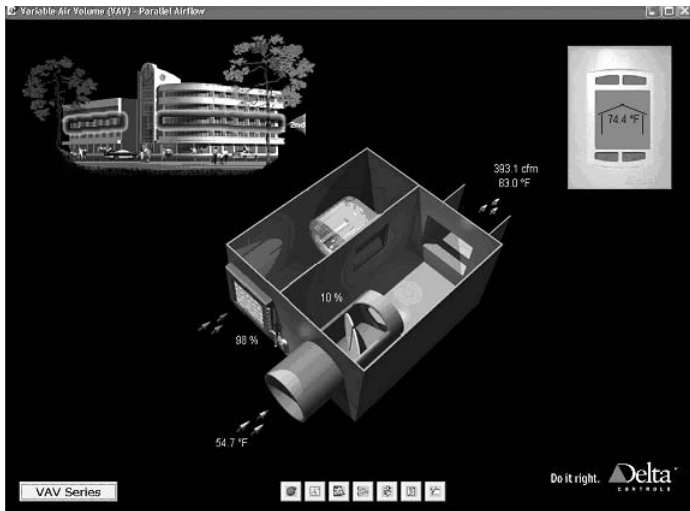 Variable Air Volume (VAV) - Parallel Airflow
2nd
74.4 °F
393.1 cfm
83.0 °F
10 %
98 %
54.7 °F
VAV Series
Do it right. Delta
CONTROLS